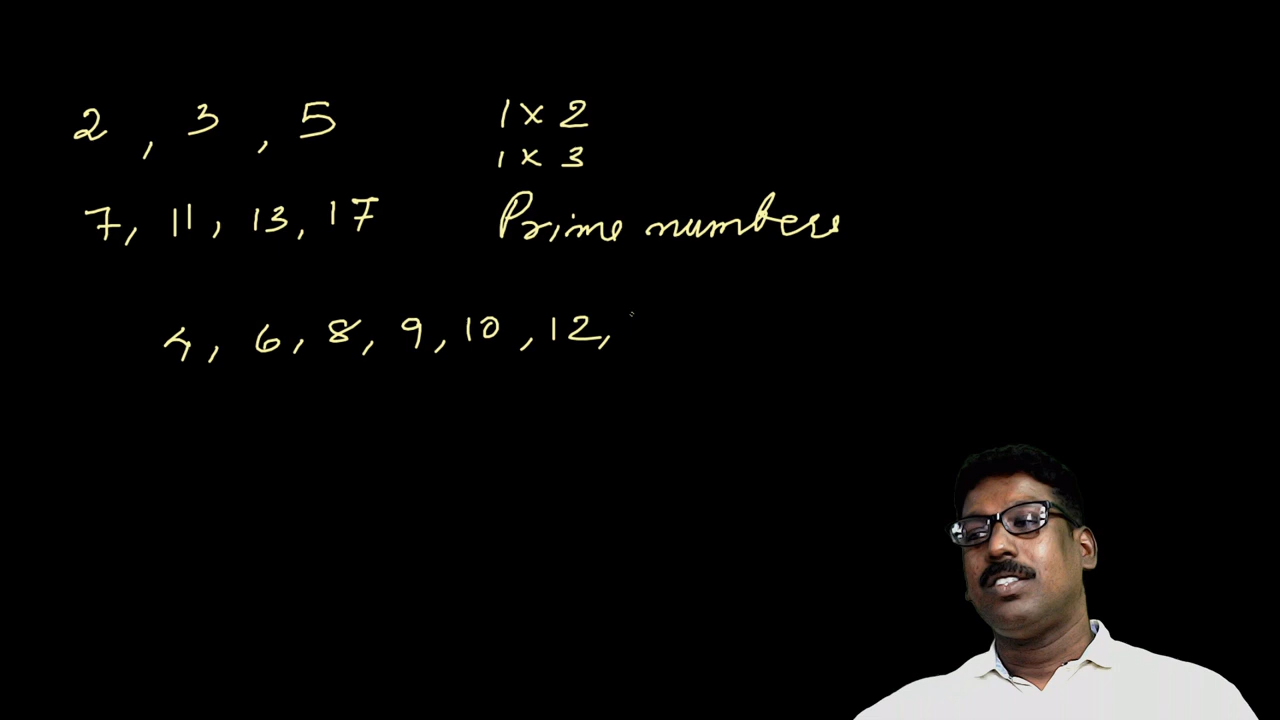 2, 3, 5
1 x 2
1 x 3
7, 11, 13, 17
Prime numbers
4, 6, 8, 9, 10, 12,